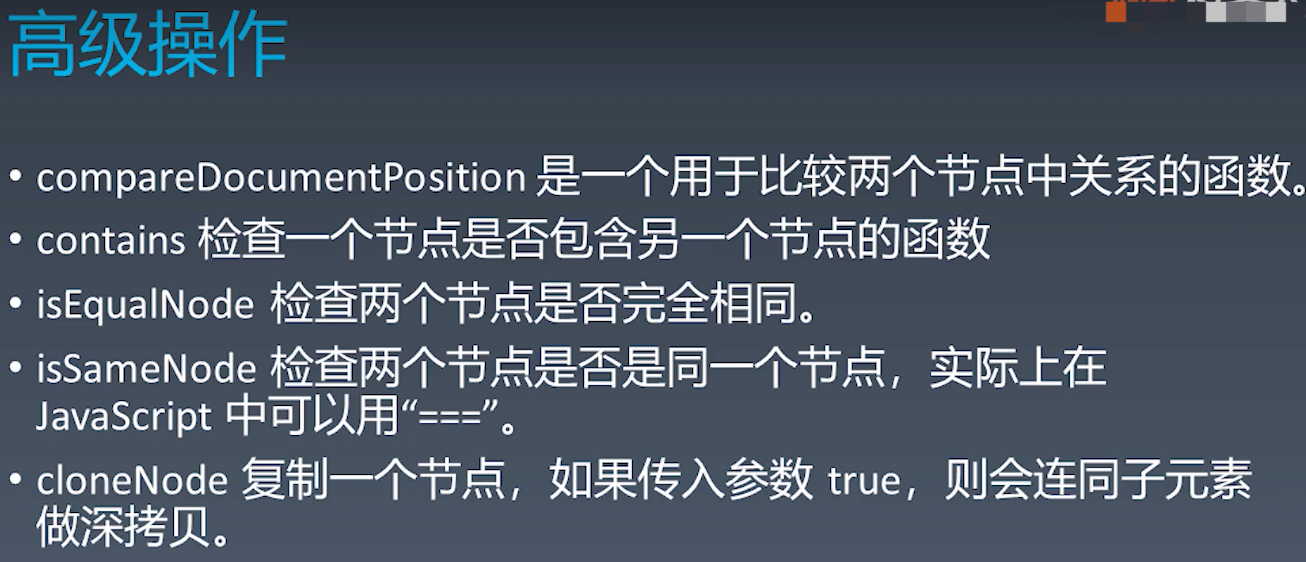 高级操作
• compareDocumentPosition 是一个用于比较两个节点中关系的函数。
• contains 检查一个节点是否包含另一个节点的函数
• isEqualNode 检查两个节点是否完全相同。
• isSameNode 检查两个节点是否是同一个节点，实际上在
JavaScript 中可以用“===”。
• cloneNode 复制一个节点，如果传入参数 true，则会连同子元素
做深拷贝。